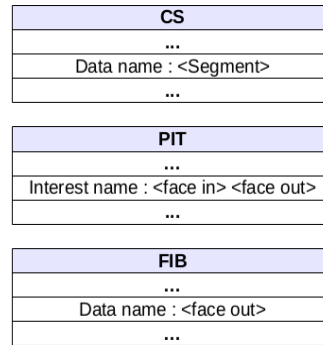 CS
...
Data name : <Segment>
...
PIT
...
Interest name : <face in> <face out>
...
FIB
...
Data name : <face out>
...